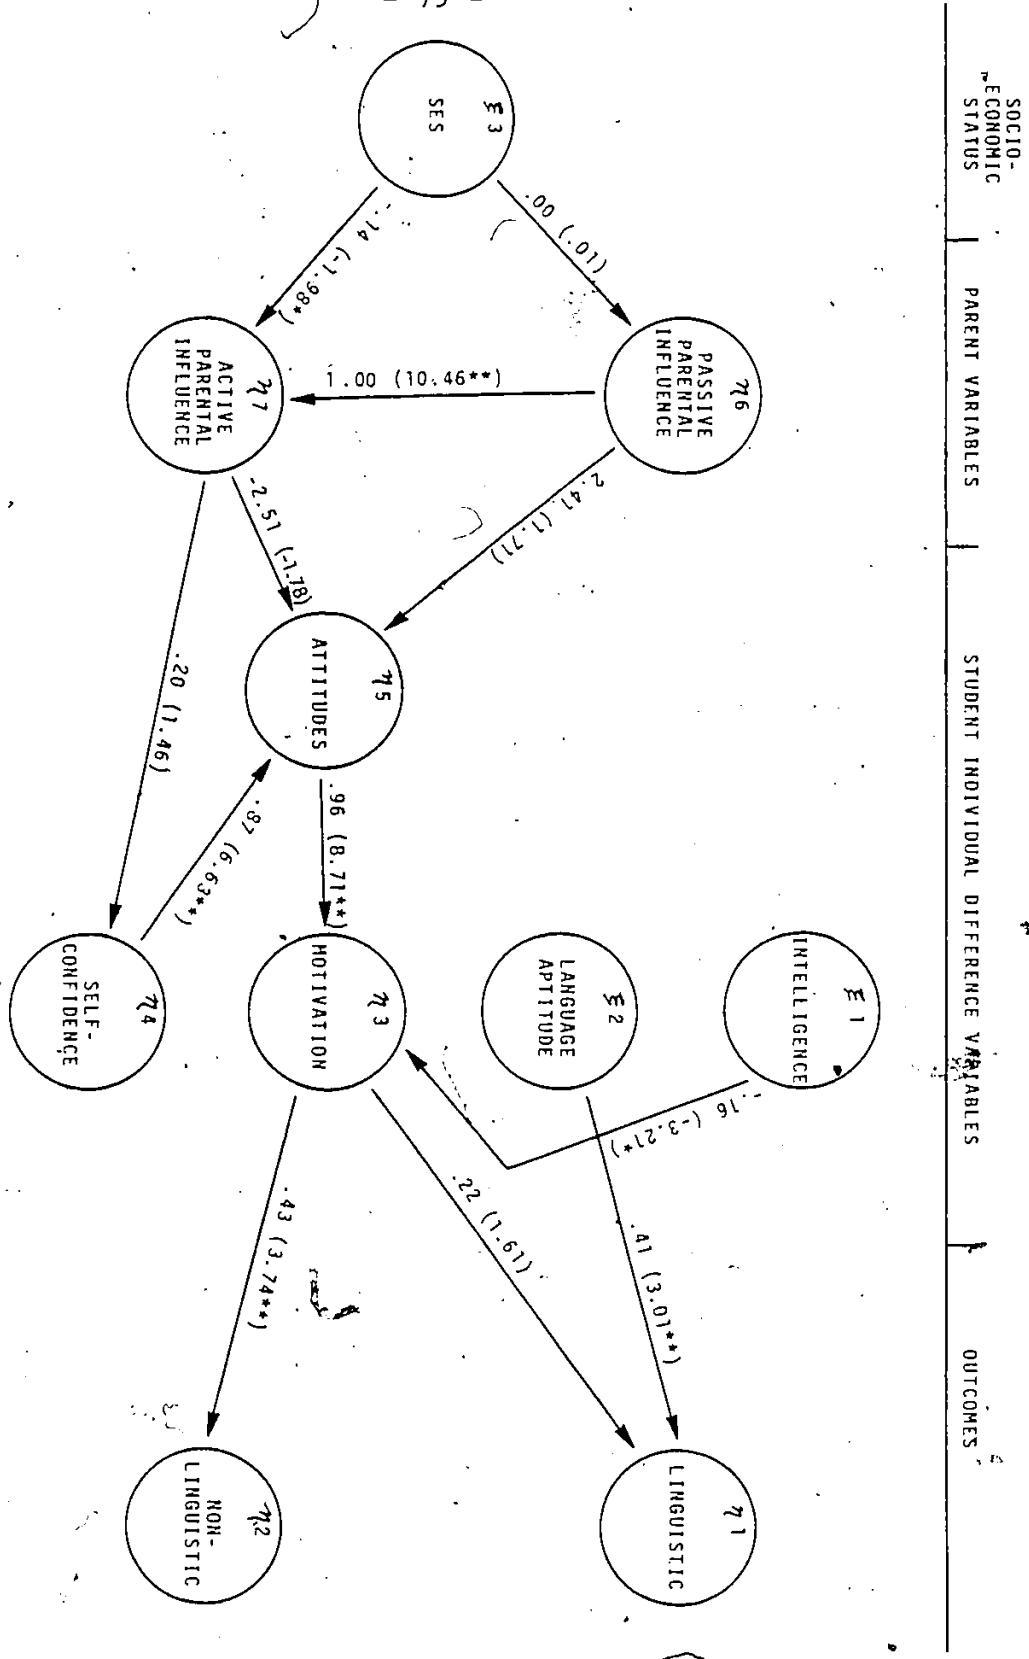 - 75 -
SOCIO-
ECONOMIC
STATUS
PARENT VARIABLES
STUDENT INDIVIDUAL DIFFERENCE VARIABLES
OUTCOMES
ξ3
SES
.00 (.01)
-.14 (-1.98*)
η6
PASSIVE
PARENTAL
INFLUENCE
1.00 (10.46**)
η7
ACTIVE
PARENTAL
INFLUENCE
2.41 (1.71)
-2.51 (-1.78)
.20 (1.46)
η5
ATTITUDES
.96 (8.71**)
.87 (6.63**)
ξ1
INTELLIGENCE
ξ2
LANGUAGE
APTITUDE
η3
MOTIVATION
η4
SELF-
CONFIDENCE
-.16 (-3.21*)
.41 (3.01**)
.22 (1.61)
.43 (3.74**)
η1
LINGUISTIC
η2
NON-
LINGUISTIC